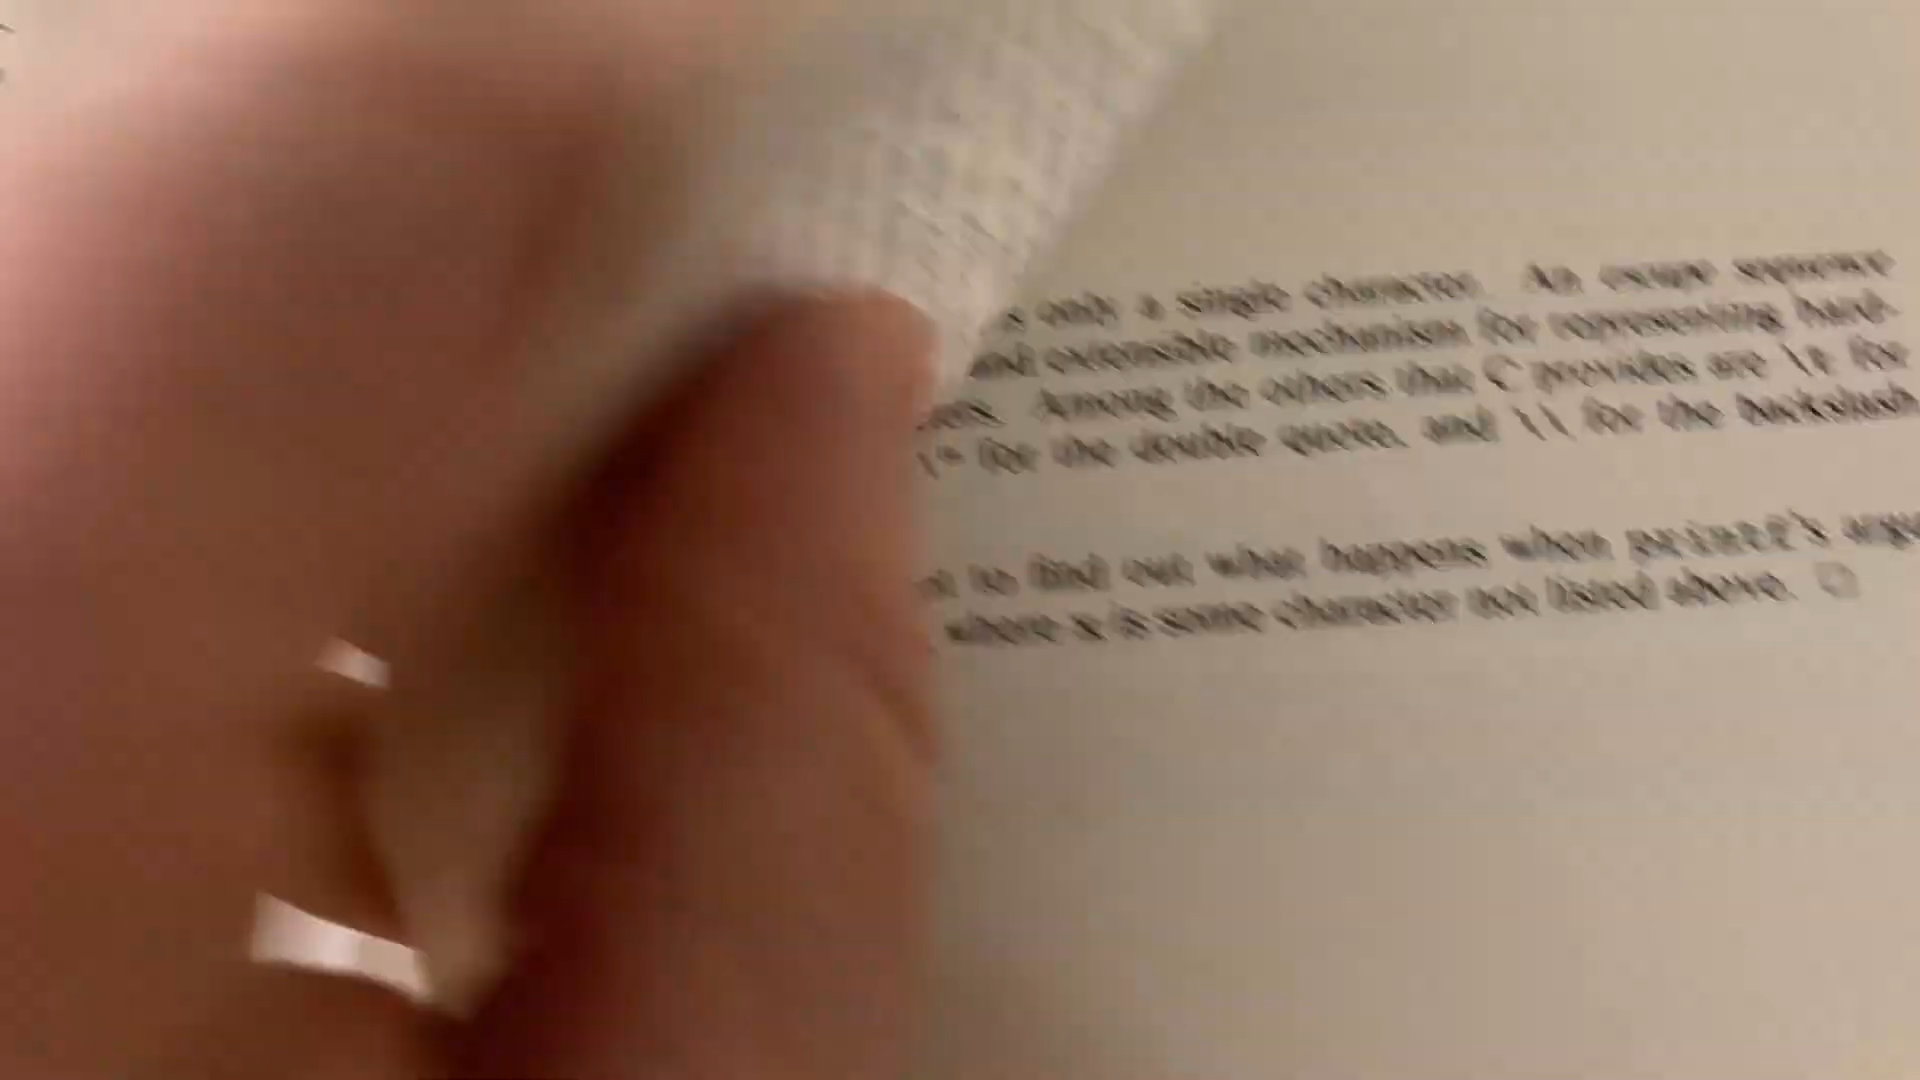 only a single character. An escape sequence
and extensible mechanism for representing hard-
Among the others that C provides are \t for
\" for the double quote, and \\ for the backslash
to find out what happens when printf's
where x is some character not listed above. □